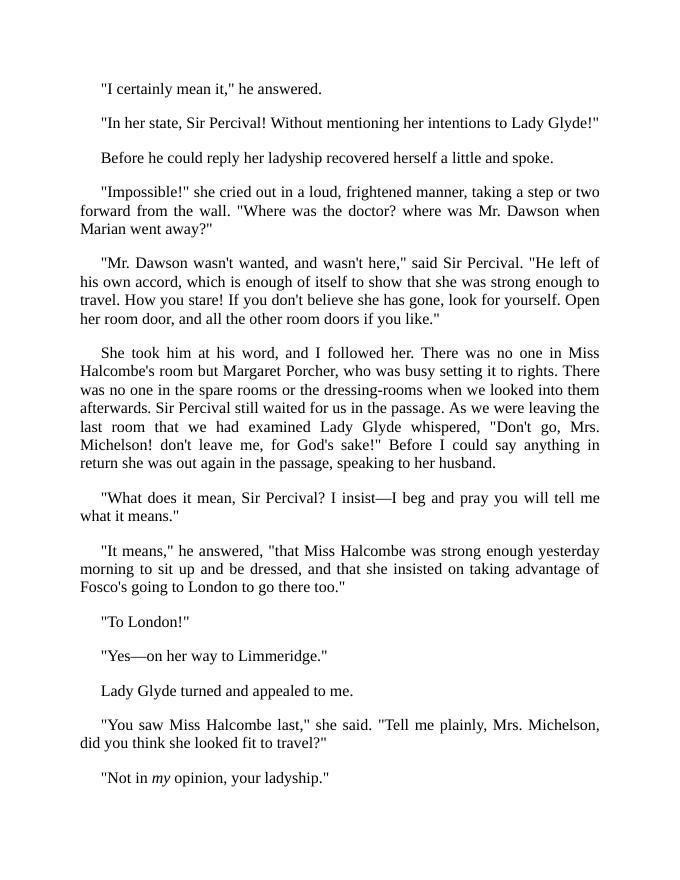 "I certainly mean it," he answered.
"In her state, Sir Percival! Without mentioning her intentions to Lady Glyde!"
Before he could reply her ladyship recovered herself a little and spoke.
"Impossible!" she cried out in a loud, frightened manner, taking a step or two
forward from the wall. "Where was the doctor? where was Mr. Dawson when
Marian went away?"
"Mr. Dawson wasn't wanted, and wasn't here," said Sir Percival. "He left of
his own accord, which is enough of itself to show that she was strong enough to
travel. How you stare! If you don't believe she has gone, look for yourself. Open
her room door, and all the other room doors if you like."
She took him at his word, and I followed her. There was no one in Miss
Halcombe's room but Margaret Porcher, who was busy setting it to rights. There
was no one in the spare rooms or the dressing-rooms when we looked into them
afterwards. Sir Percival still waited for us in the passage. As we were leaving the
last room that we had examined Lady Glyde whispered, "Don't go, Mrs.
Michelson! don't leave me, for God's sake!" Before I could say anything in
return she was out again in the passage, speaking to her husband.
"What does it mean, Sir Percival? I insist—I beg and pray you will tell me
what it means."
"It means," he answered, "that Miss Halcombe was strong enough yesterday
morning to sit up and be dressed, and that she insisted on taking advantage of
Fosco's going to London to go there too."
"To London!"
"Yes—on her way to Limmeridge."
Lady Glyde turned and appealed to me.
"You saw Miss Halcombe last," she said. "Tell me plainly, Mrs. Michelson,
did you think she looked fit to travel?"
"Not in my opinion, your ladyship."